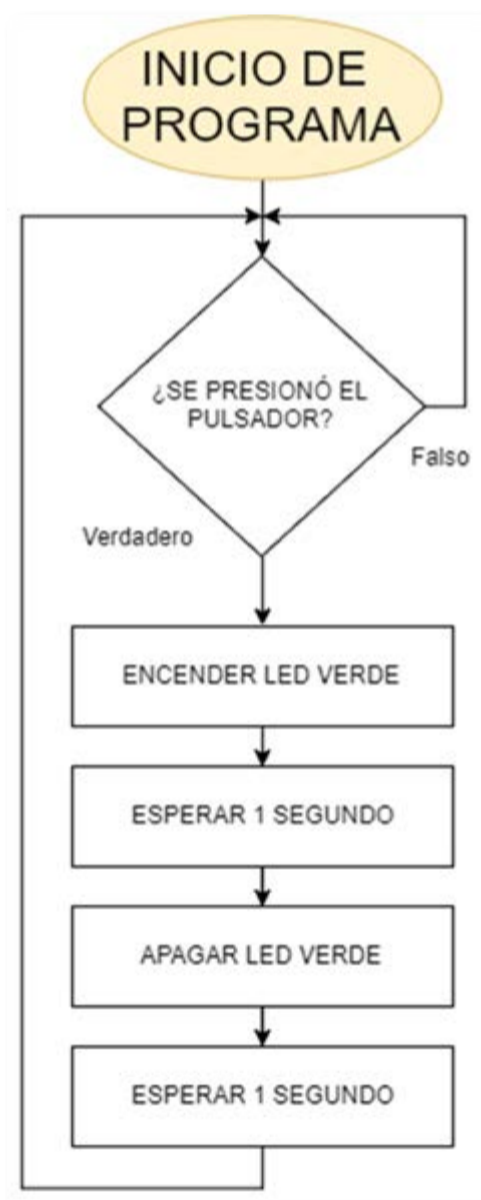 INICIO DE
PROGRAMA
¿SE PRESIONÓ EL
PULSADOR?
Falso
Verdadero
ENCENDER LED VERDE
ESPERAR 1 SEGUNDO
APAGAR LED VERDE
ESPERAR 1 SEGUNDO